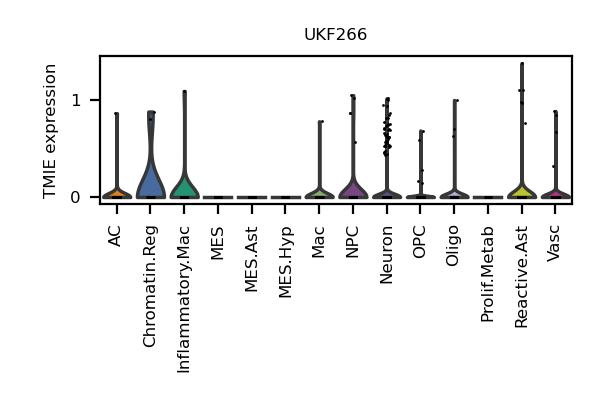 UKF266
TMIE expression
1
0
AC
Chromatin.Reg
Inflammatory.Mac
MES
MES.Ast
MES.Hyp
Mac
NPC
Neuron
OPC
Oligo
Prolif.Metab
Reactive.Ast
Vasc